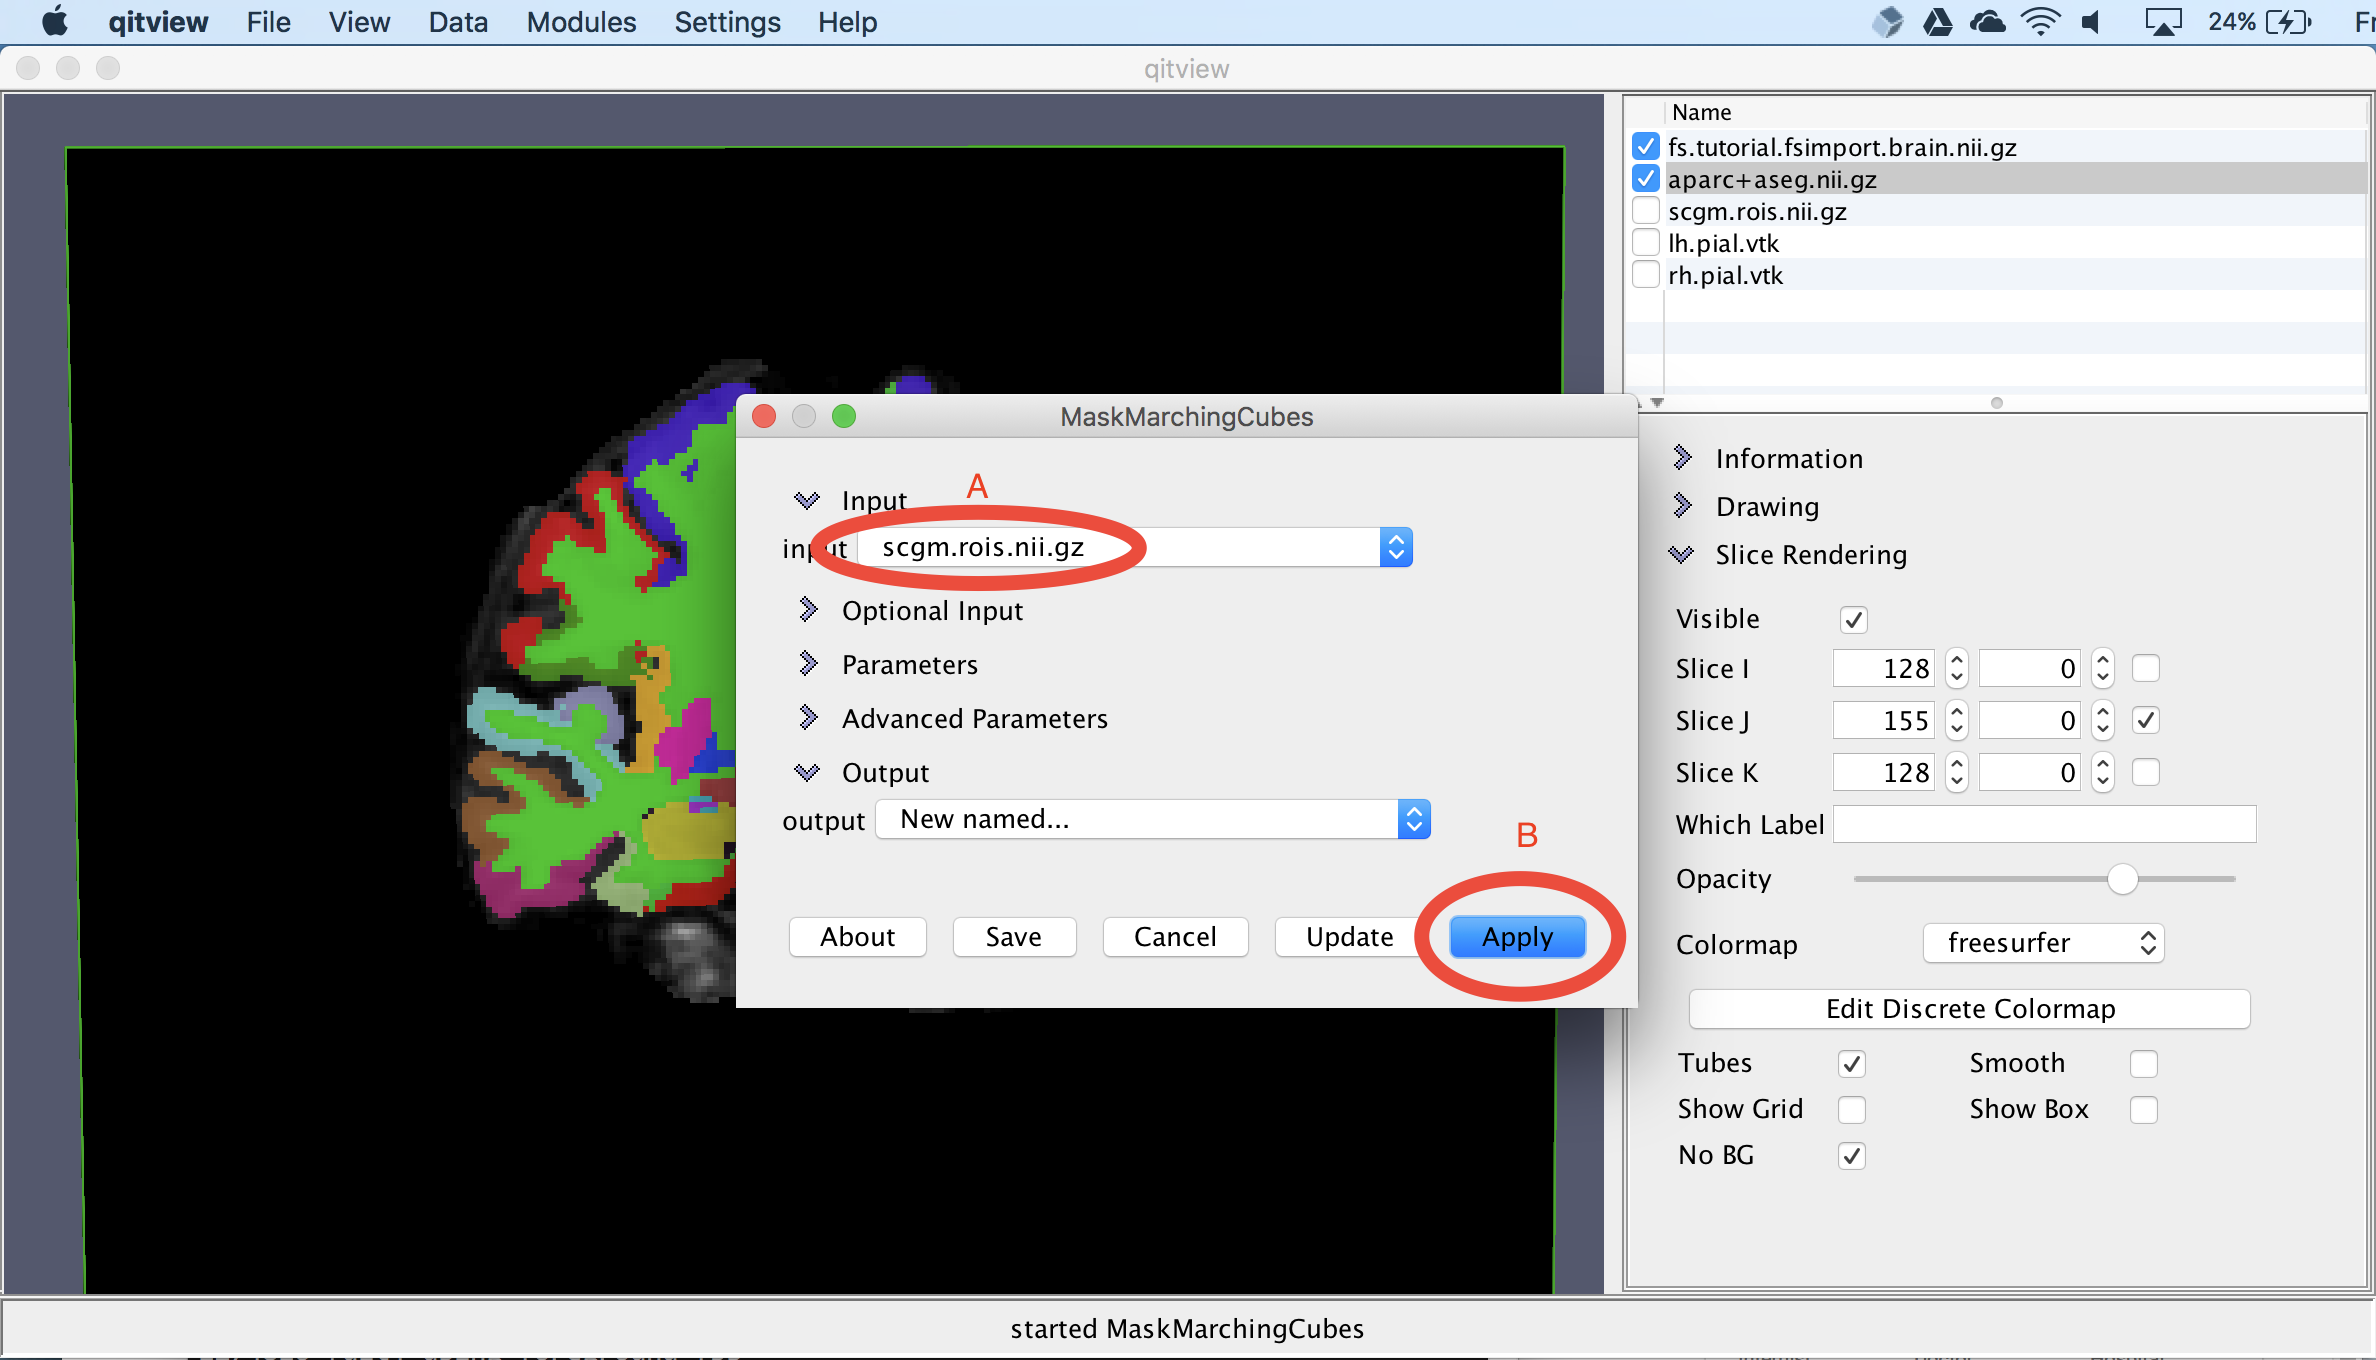 qitview File View Data Modules Settings Help 24%
qitview
Name
fs.tutorial.fsimport.brain.nii.gz
aparc+aseg.nii.gz
scgm.rois.nii.gz
lh.pial.vtk
rh.pial.vtk
MaskMarchingCubes
A
Input
input scgm.rois.nii.gz
Optional Input
Parameters
Advanced Parameters
Output
output New named...
B
About Save Cancel Update Apply
Information
Drawing
Slice Rendering
Visible
Slice I 128 0
Slice J 155 0
Slice K 128 0
Which Label
Opacity
Colormap freesurfer
Edit Discrete Colormap
Tubes Smooth
Show Grid Show Box
No BG
started MaskMarchingCubes